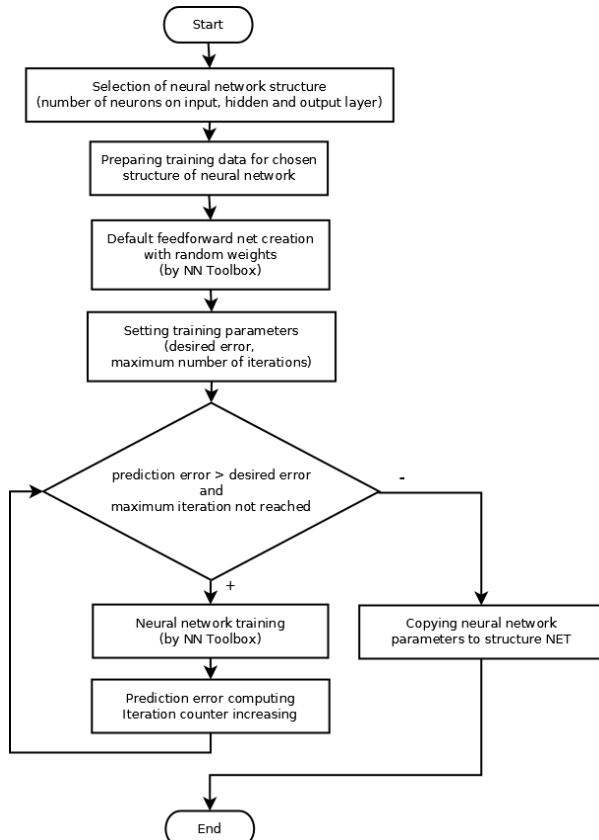 Start
Selection of neural network structure
(number of neurons on input, hidden and output layer)
Preparing training data for chosen
structure of neural network
Default feedforward net creation
with random weights
(by NN Toolbox)
Setting training parameters
(desired error,
maximum number of iterations)
prediction error > desired error
and
maximum iteration not reached
-
+
Neural network training
(by NN Toolbox)
Copying neural network
parameters to structure NET
Prediction error computing
Iteration counter increasing
End